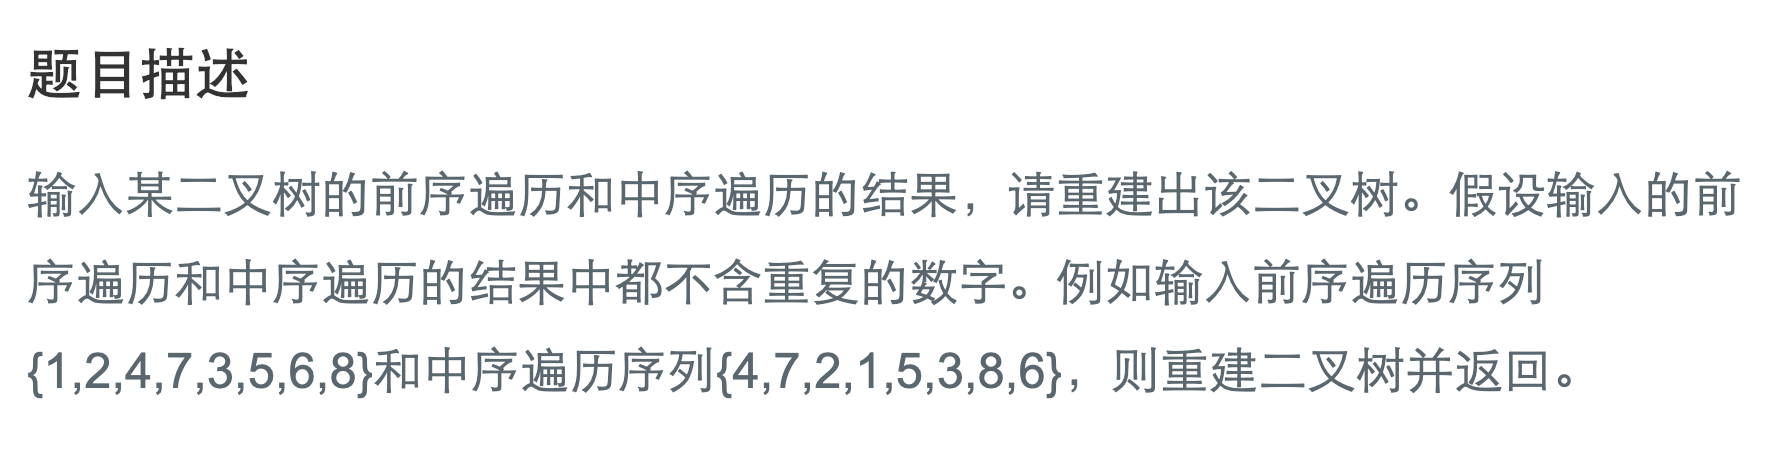 题目描述
输入某二叉树的前序遍历和中序遍历的结果，请重建出该二叉树。假设输入的前
序遍历和中序遍历的结果中都不含重复的数字。例如输入前序遍历序列
{1,2,4,7,3,5,6,8}和中序遍历序列{4,7,2,1,5,3,8,6}，则重建二叉树并返回。